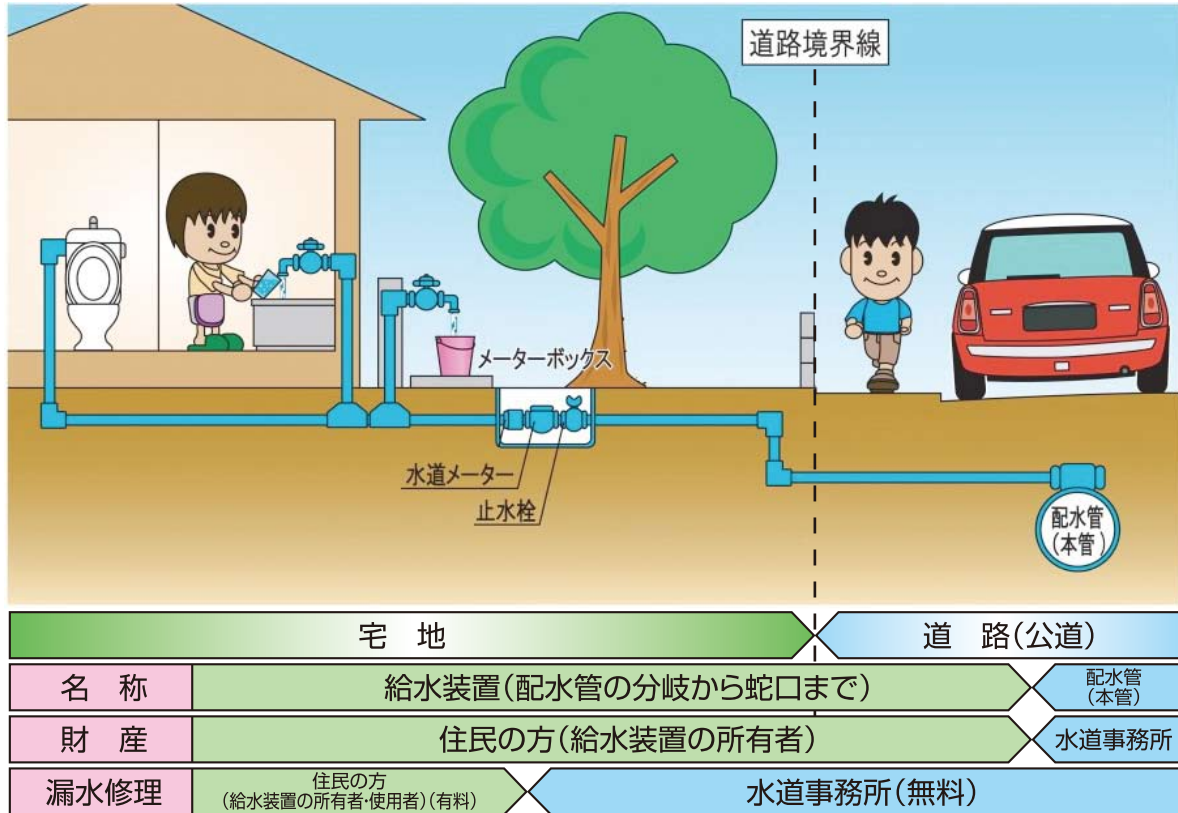 道路境界線
メーターボックス
水道メーター
止水栓
配水管
(本管)
宅 地
道 路(公道)
名 称
給水装置(配水管の分岐から蛇口まで)
配水管
(本管)
財 産
住民の方(給水装置の所有者)
水道事務所
漏水修理
住民の方
(給水装置の所有者・使用者)(有料)
水道事務所(無料)